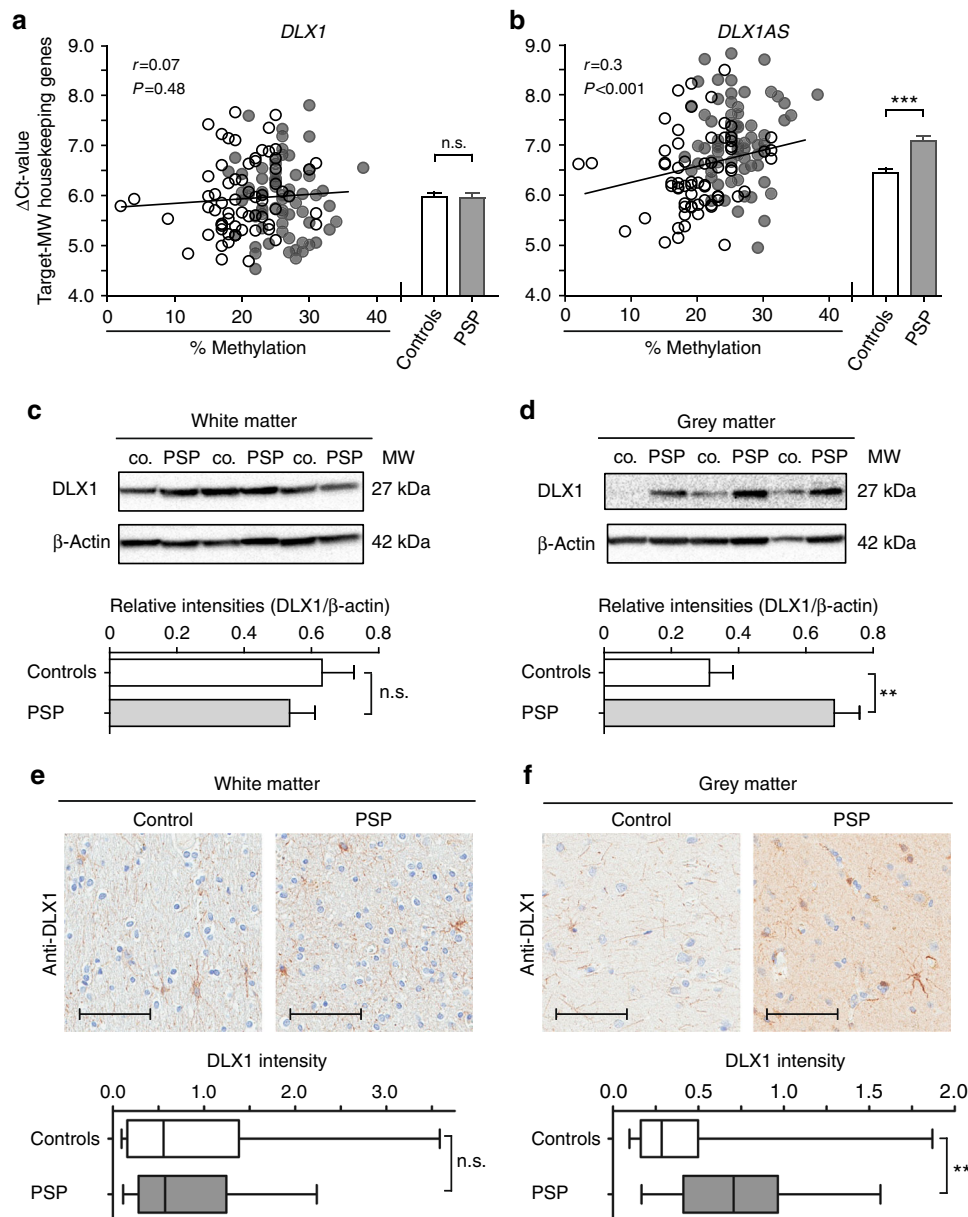 a
DLX1
9.0
8.0
7.0
6.0
5.0
4.0
ΔCt-value
Target-MW housekeeping genes
r=0.07
P=0.48
n.s.
0 10 20 30 40
% Methylation
Controls
PSP
b
DLX1AS
9.0
8.0
7.0
6.0
5.0
4.0
r=0.3
P<0.001
***
0 10 20 30 40
% Methylation
Controls
PSP
c
White matter
co. PSP co. PSP co. PSP MW
DLX1 27 kDa
β-Actin 42 kDa
Relative intensities (DLX1/β-actin)
0 0.2 0.4 0.6 0.8
Controls
PSP
n.s.
d
Grey matter
co. PSP co. PSP co. PSP MW
DLX1 27 kDa
β-Actin 42 kDa
Relative intensities (DLX1/β-actin)
0 0.2 0.4 0.6 0.8
Controls
PSP
**
e
White matter
Control PSP
Anti-DLX1
DLX1 intensity
0.0 1.0 2.0 3.0
Controls
PSP
n.s.
f
Grey matter
Control PSP
Anti-DLX1
DLX1 intensity
0.0 0.5 1.0 1.5 2.0
Controls
PSP
**